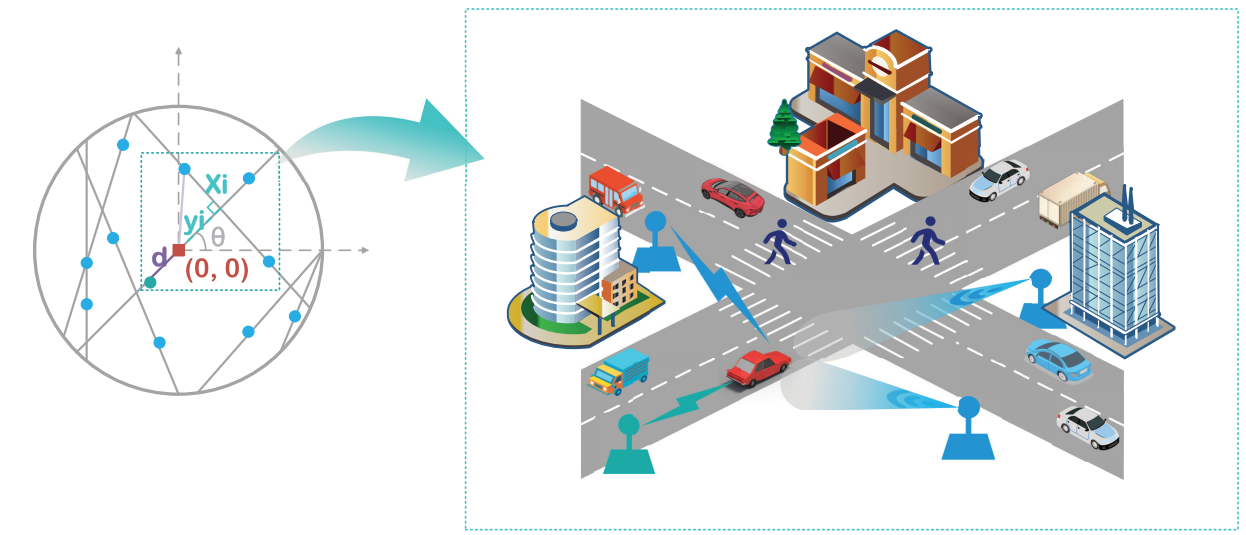 Xi
yi
θ
d
(0, 0)